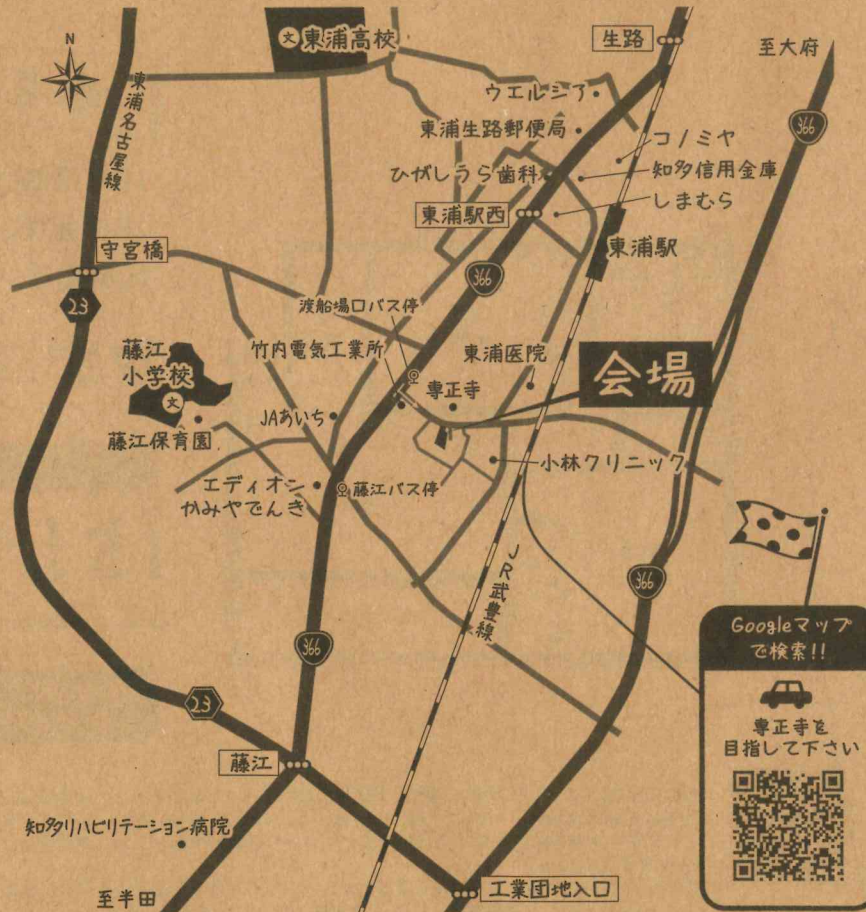 N
文 東浦高校
生路
至大府
東浦名古屋線
ウエルシア
366
東浦生路郵便局
コノミヤ
ひがしうら歯科
知多信用金庫
しまむら
東浦駅西
東浦駅
守宮橋
366
23
渡船場口バス停
藤江
小学校
文
竹内電気工業所
東浦医院
会場
専正寺
JAあいち
藤江保育園
小林クリニック
エディオン
かみやでんき
藤江バス停
JR武豊線
366
366
Googleマップ
で検索!!
専正寺を
目指して下さい
23
藤江
知多リハビリテーション病院
至半田
工業団地入口